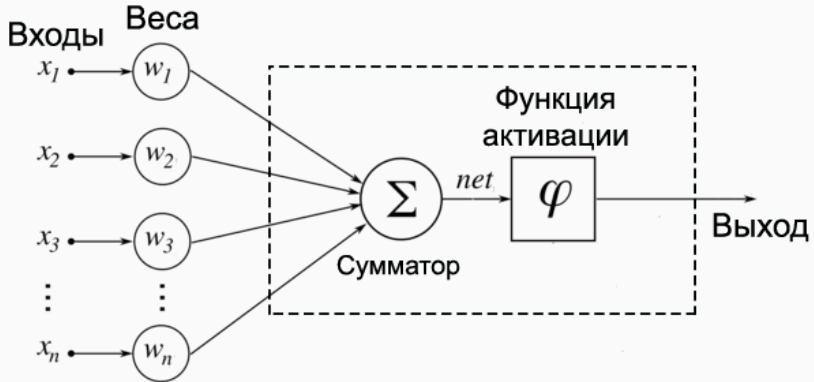 Входы
Веса
x1
w1
x2
w2
x3
w3
⋮
⋮
xn
wn
Σ
Сумматор
net
Функция
активации
φ
Выход